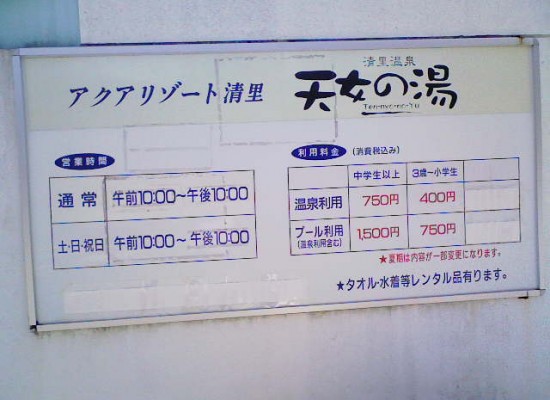 アクアリゾート清里
清里温泉
天女の湯
Ten-nyo-no-Yu
営業時間
通常 午前10:00〜午後10:00
土・日・祝日 午前10:00〜午後10:00
利用料金 (消費税込み)
中学生以上 3歳〜小学生
温泉利用 750円 400円
プール利用 1,500円 750円
(温泉利用含む)
★夏期は内容が一部変更になります。
★タオル・水着等レンタル品有ります。